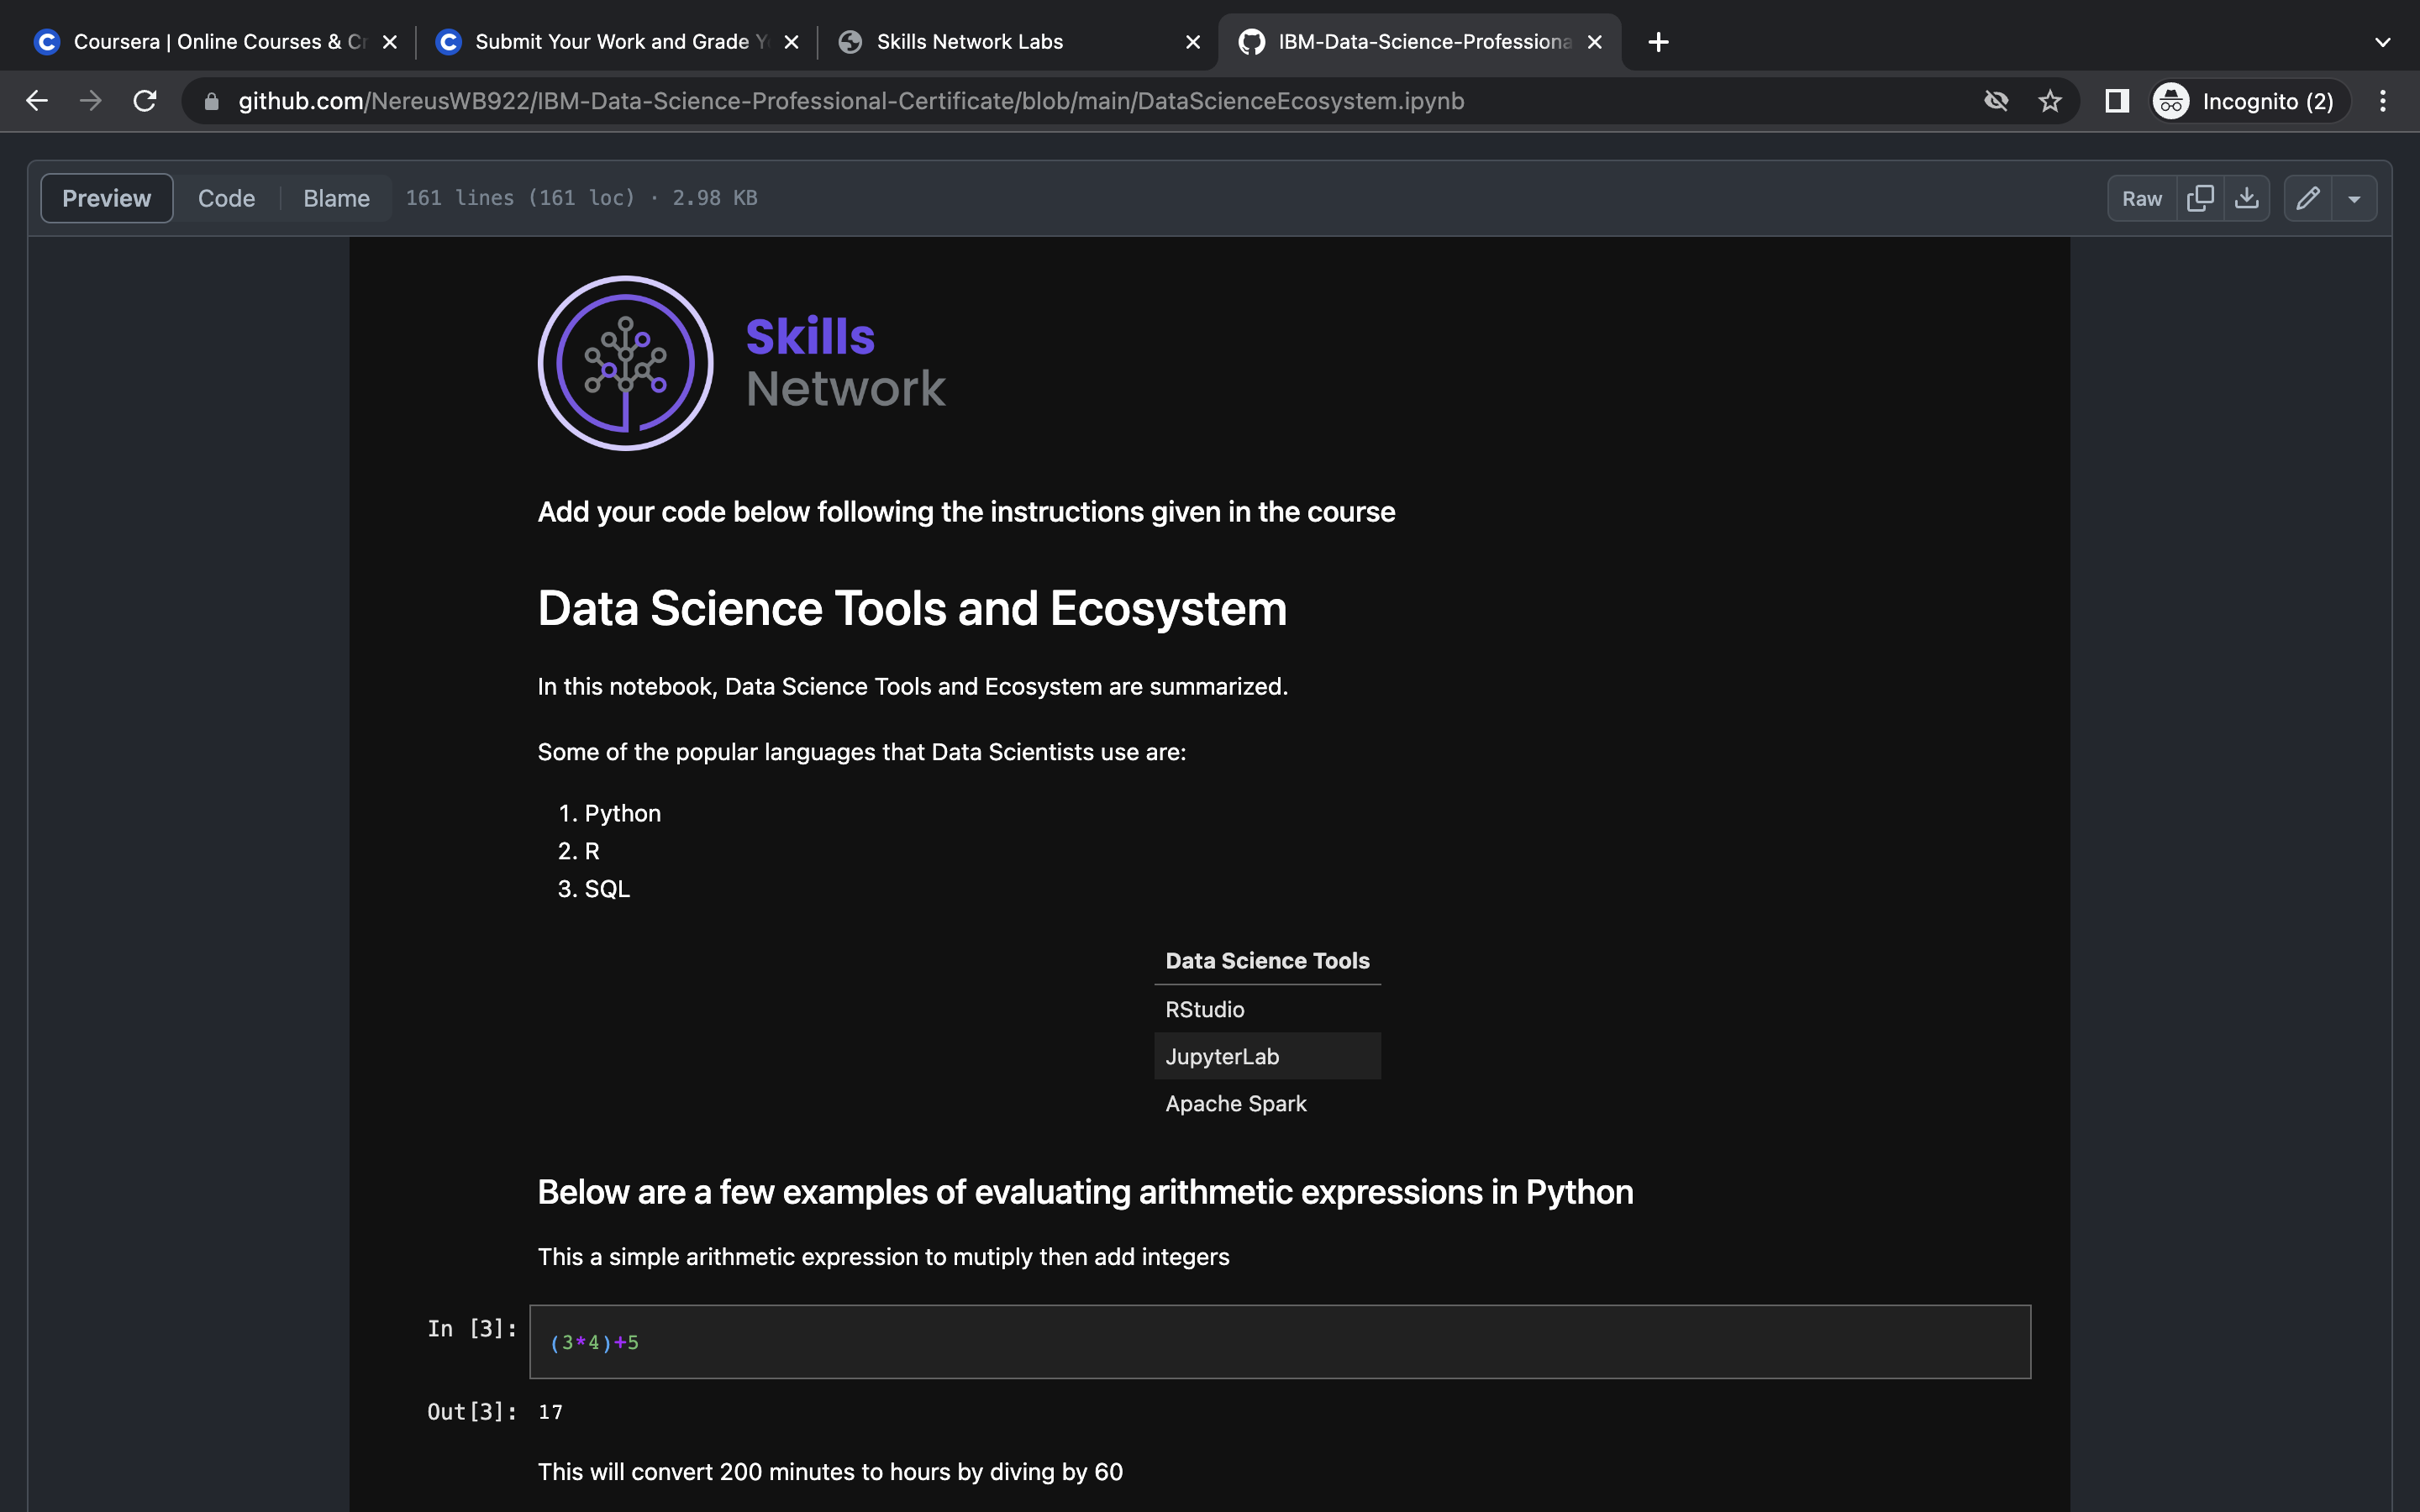 Coursera | Online Courses & Cr
Submit Your Work and Grade Y
Skills Network Labs
IBM-Data-Science-Professiona
github.com/NereusWB922/IBM-Data-Science-Professional-Certificate/blob/main/DataScienceEcosystem.ipynb
Incognito (2)
Preview Code Blame 161 lines (161 loc) · 2.98 KB Raw
Skills
Network
Add your code below following the instructions given in the course
Data Science Tools and Ecosystem
In this notebook, Data Science Tools and Ecosystem are summarized.
Some of the popular languages that Data Scientists use are:
1. Python
2. R
3. SQL
Data Science Tools
RStudio
JupyterLab
Apache Spark
Below are a few examples of evaluating arithmetic expressions in Python
This a simple arithmetic expression to mutiply then add integers
In [3]: (3*4)+5
Out[3]: 17
This will convert 200 minutes to hours by diving by 60